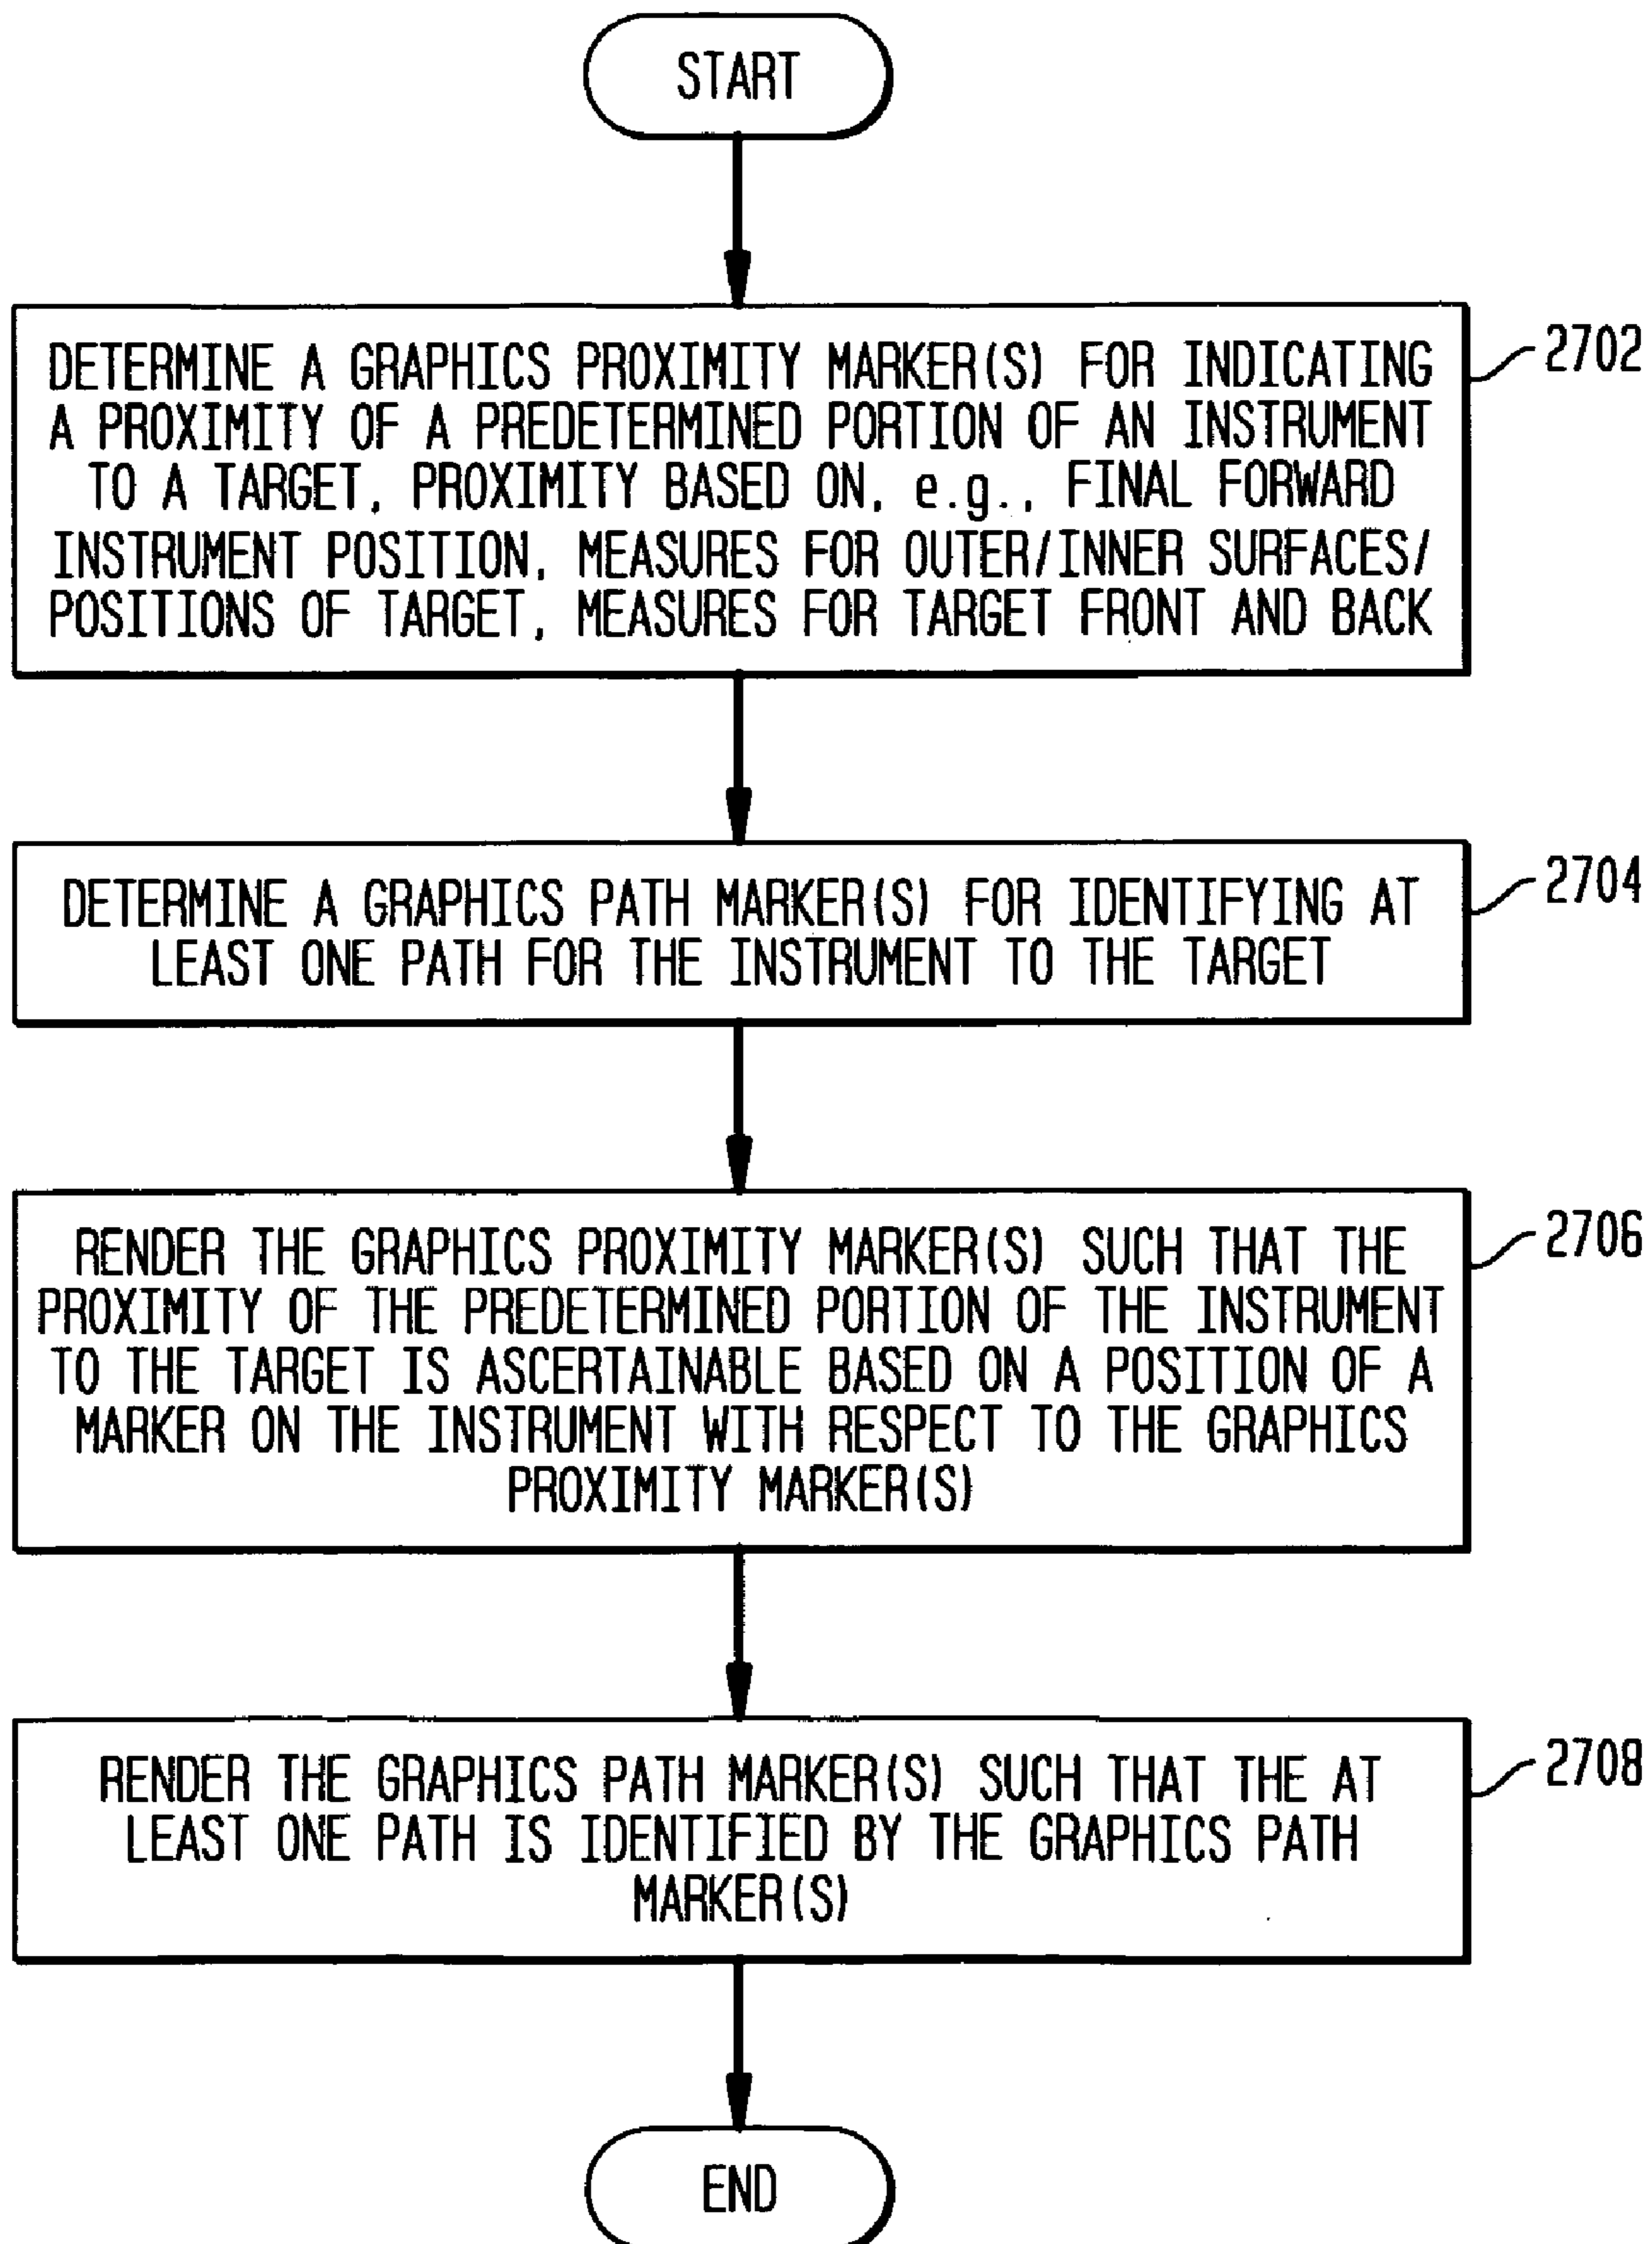 START
DETERMINE A GRAPHICS PROXIMITY MARKER(S) FOR INDICATING
A PROXIMITY OF A PREDETERMINED PORTION OF AN INSTRUMENT
TO A TARGET, PROXIMITY BASED ON, e.g., FINAL FORWARD
INSTRUMENT POSITION, MEASURES FOR OUTER/INNER SURFACES/
POSITIONS OF TARGET, MEASURES FOR TARGET FRONT AND BACK
2702
DETERMINE A GRAPHICS PATH MARKER(S) FOR IDENTIFYING AT
LEAST ONE PATH FOR THE INSTRUMENT TO THE TARGET
2704
RENDER THE GRAPHICS PROXIMITY MARKER(S) SUCH THAT THE
PROXIMITY OF THE PREDETERMINED PORTION OF THE INSTRUMENT
TO THE TARGET IS ASCERTAINABLE BASED ON A POSITION OF A
MARKER ON THE INSTRUMENT WITH RESPECT TO THE GRAPHICS
PROXIMITY MARKER(S)
2706
RENDER THE GRAPHICS PATH MARKER(S) SUCH THAT THE AT
LEAST ONE PATH IS IDENTIFIED BY THE GRAPHICS PATH
MARKER(S)
2708
END